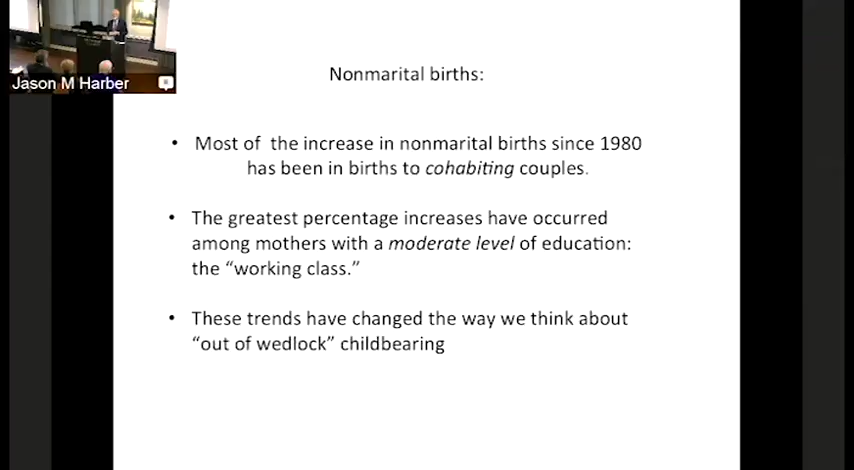 Jason M Harber
Nonmarital births:
• Most of the increase in nonmarital births since 1980
has been in births to cohabiting couples.
• The greatest percentage increases have occurred
among mothers with a moderate level of education:
the “working class.”
• These trends have changed the way we think about
“out of wedlock” childbearing